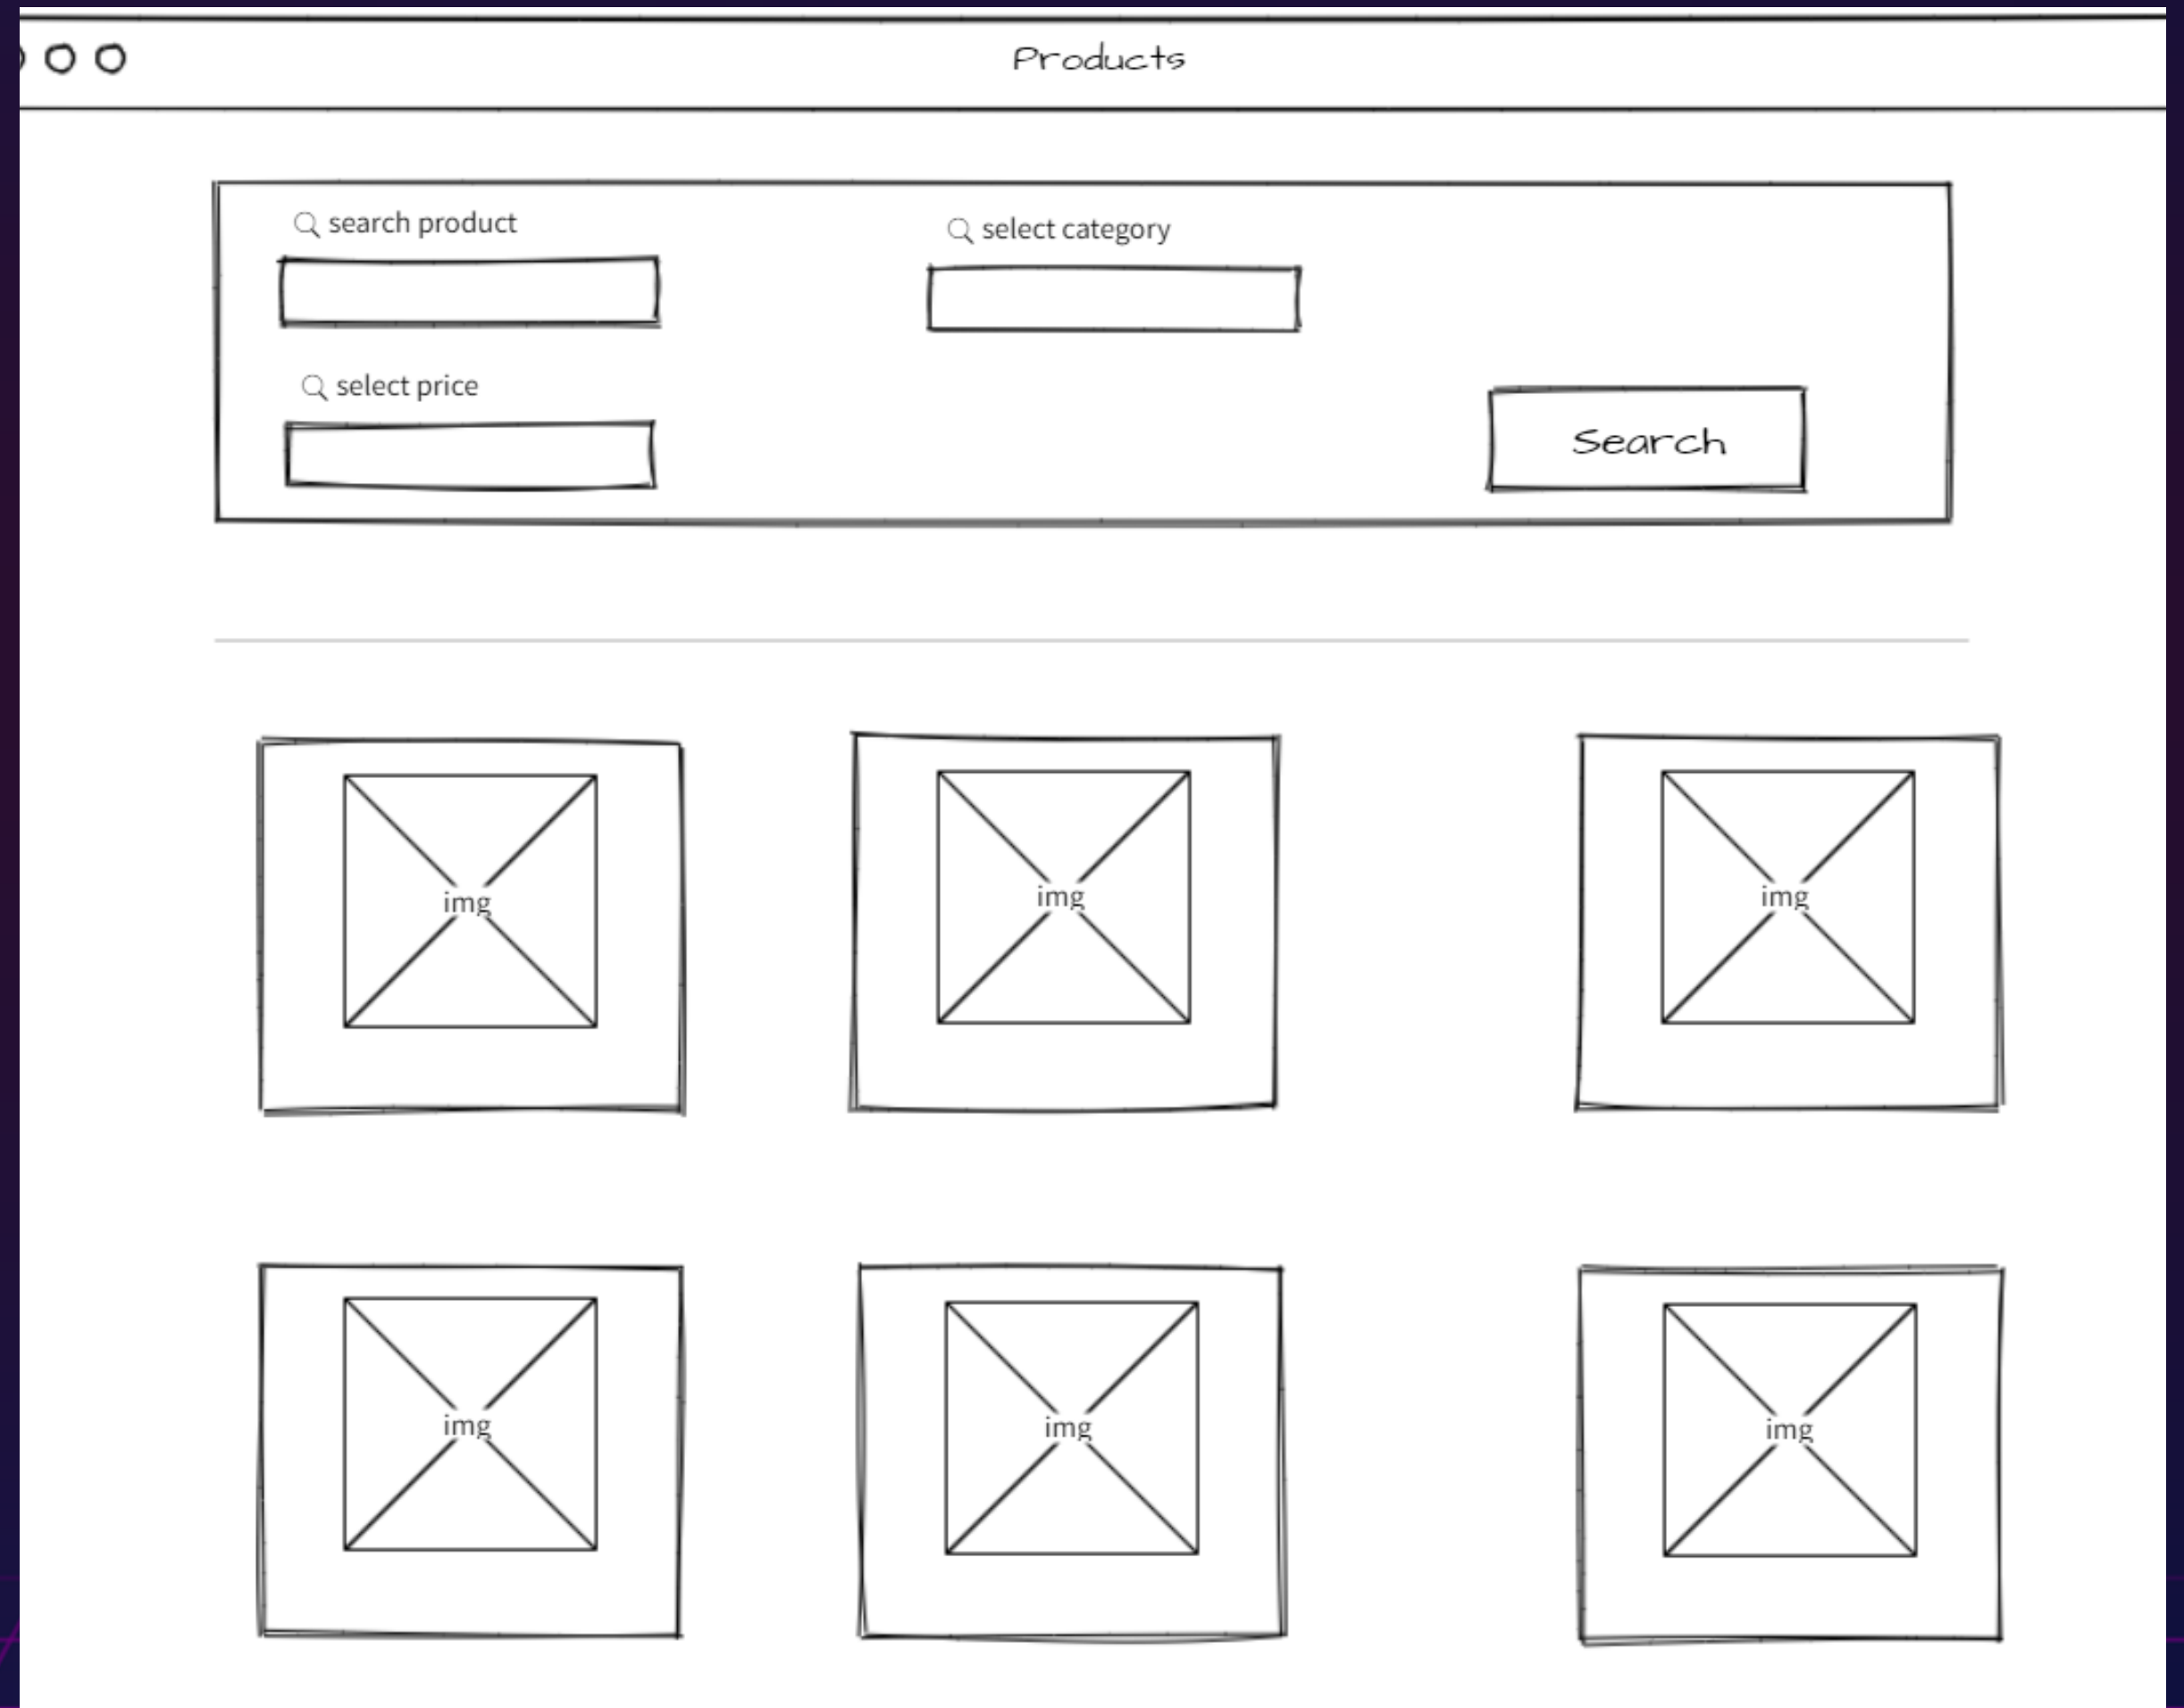 Products
search product
select category
select price
Search
img
img
img
img
img
img